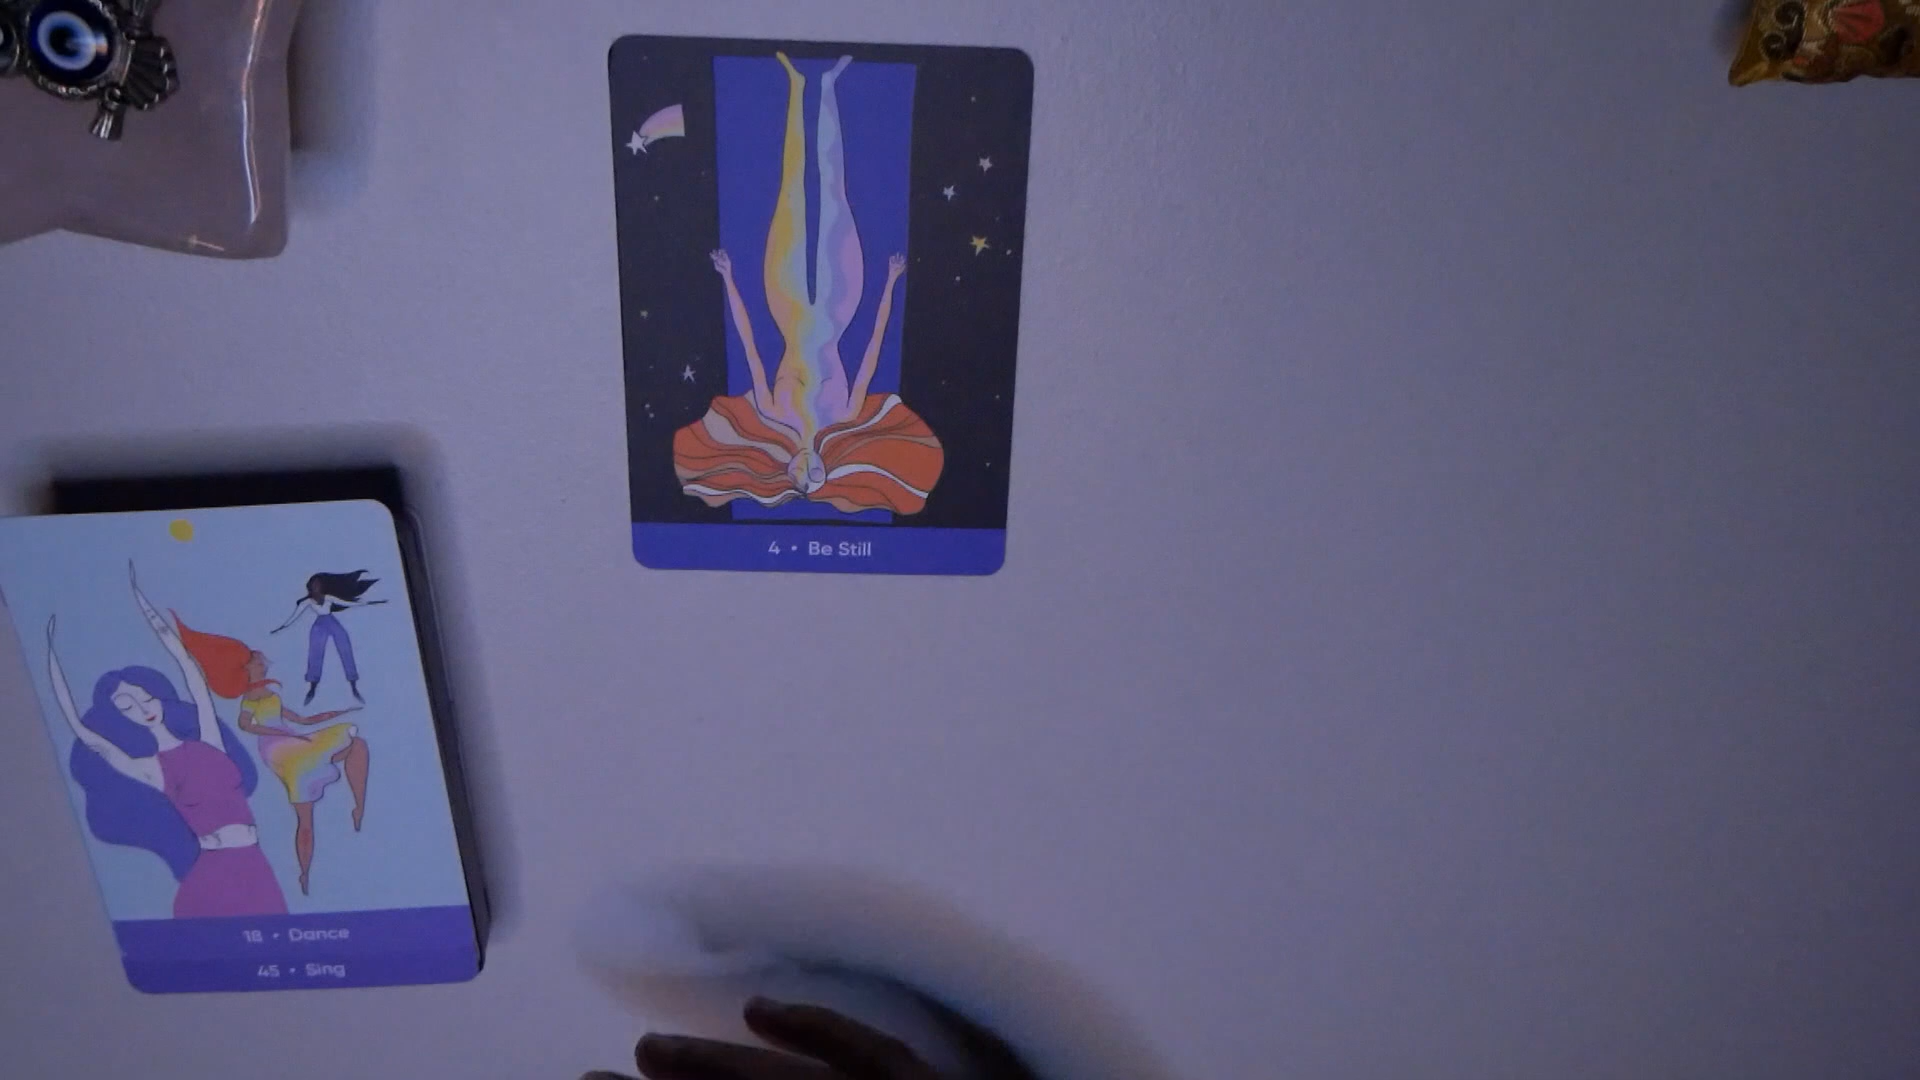 4 • Be Still
18 • Dance
45 • Sing